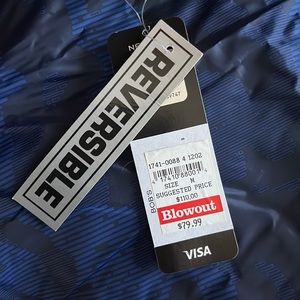 REVERSIBLE
1741-0088 4 1202
BOB'S
SIZE M
SUGGESTED PRICE
$110.00
Blowout
$79.99
VISA